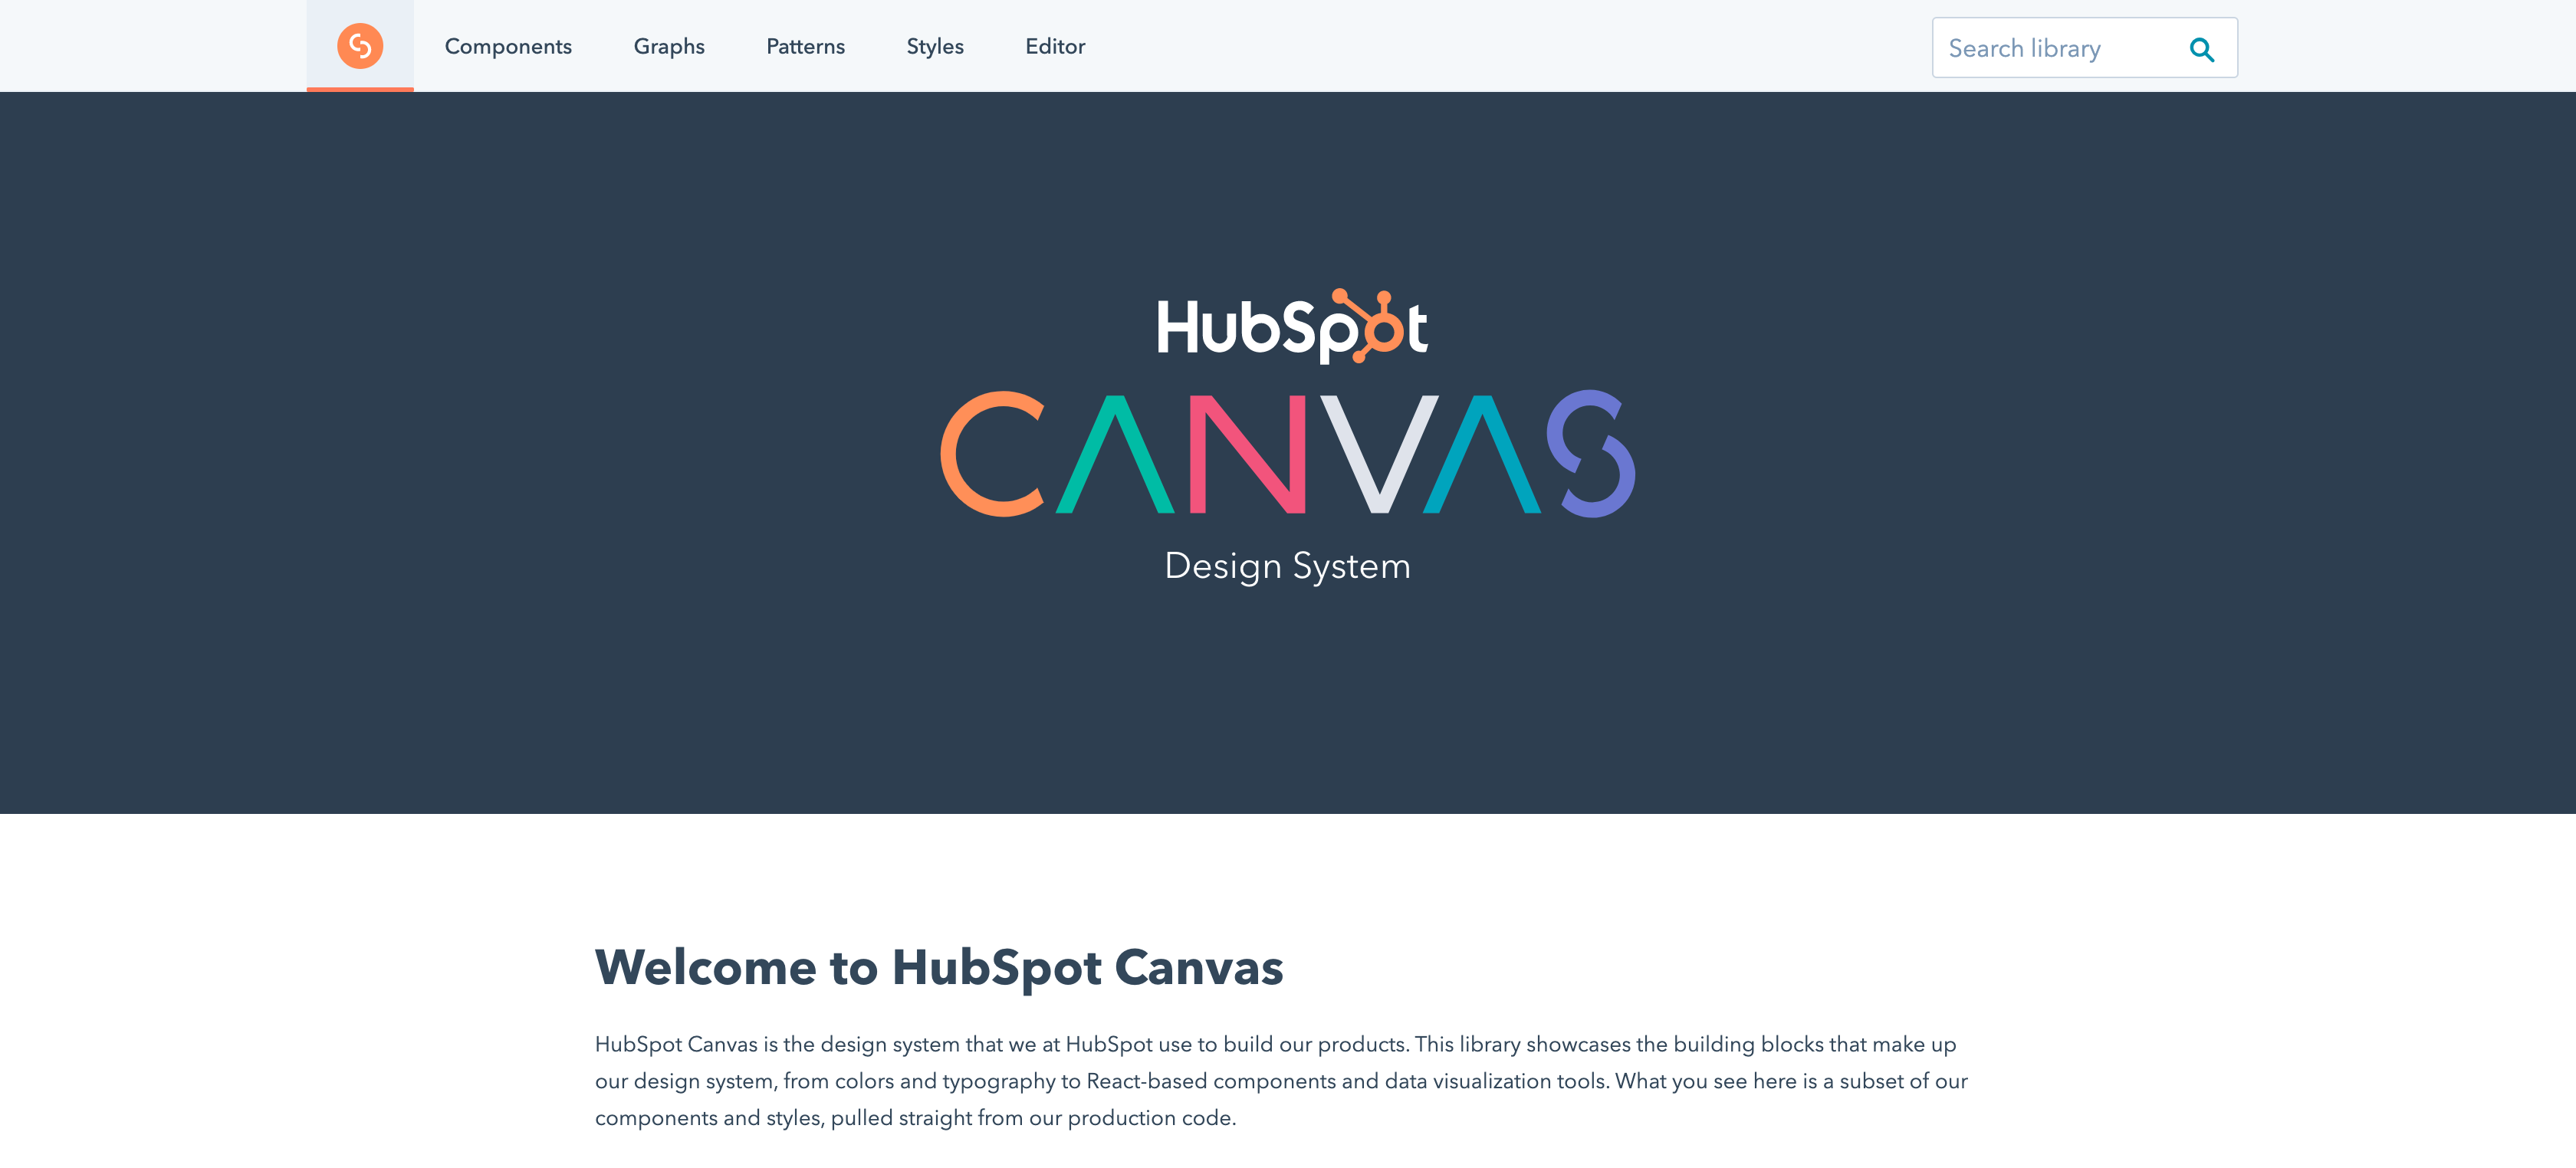 Components
Graphs
Patterns
Styles
Editor
Search library
HubSpot
CANVAS
Design System
Welcome to HubSpot Canvas
HubSpot Canvas is the design system that we at HubSpot use to build our products. This library showcases the building blocks that make up
our design system, from colors and typography to React-based components and data visualization tools. What you see here is a subset of our
components and styles, pulled straight from our production code.